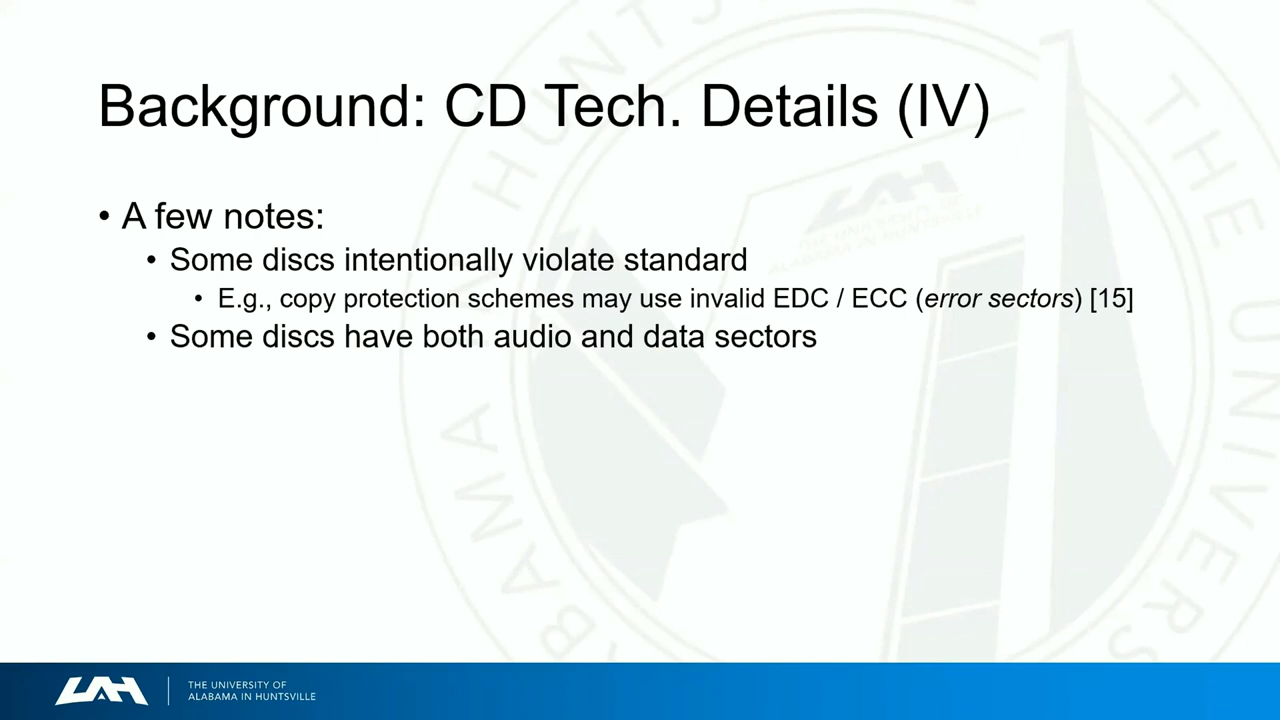 Background: CD Tech. Details (IV)
• A few notes:
• Some discs intentionally violate standard
• E.g., copy protection schemes may use invalid EDC / ECC (error sectors) [15]
• Some discs have both audio and data sectors
UAH
THE UNIVERSITY OF
ALABAMA IN HUNTSVILLE